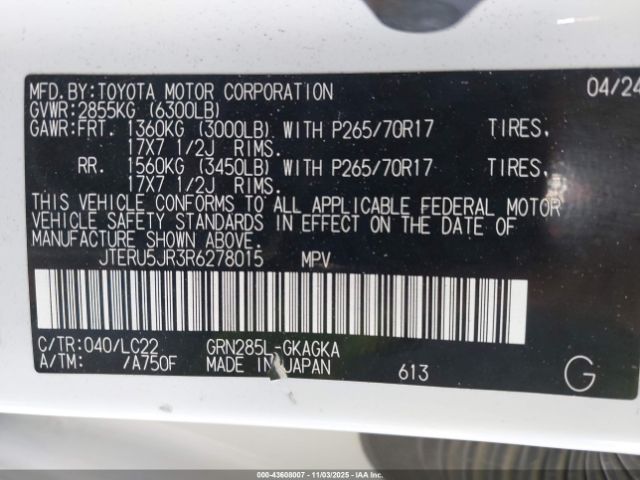 MFD.BY:TOYOTA MOTOR CORPORATION 04/24
GVWR:2855KG (6300LB)
GAWR:FRT. 1360KG (3000LB) WITH P265/70R17 TIRES,
17X7 1/2J RIMS.
RR. 1560KG (3450LB) WITH P265/70R17 TIRES,
17X7 1/2J RIMS.
THIS VEHICLE CONFORMS TO ALL APPLICABLE FEDERAL MOTOR
VEHICLE SAFETY STANDARDS IN EFFECT ON THE DATE OF
MANUFACTURE SHOWN ABOVE.
JTERU5JR3R6278015 MPV
C/TR:040/LC22 GRN285L-GKAGKA
A/TM: /A750F MADE IN JAPAN 613 G
000-43608007 - 11/03/2025 - IAAI.com